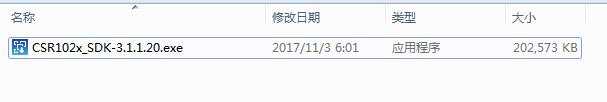 名称 修改日期 类型 大小
CSR102x_SDK-3.1.1.20.exe 2017/11/3 6:01 应用程序 202,573 KB